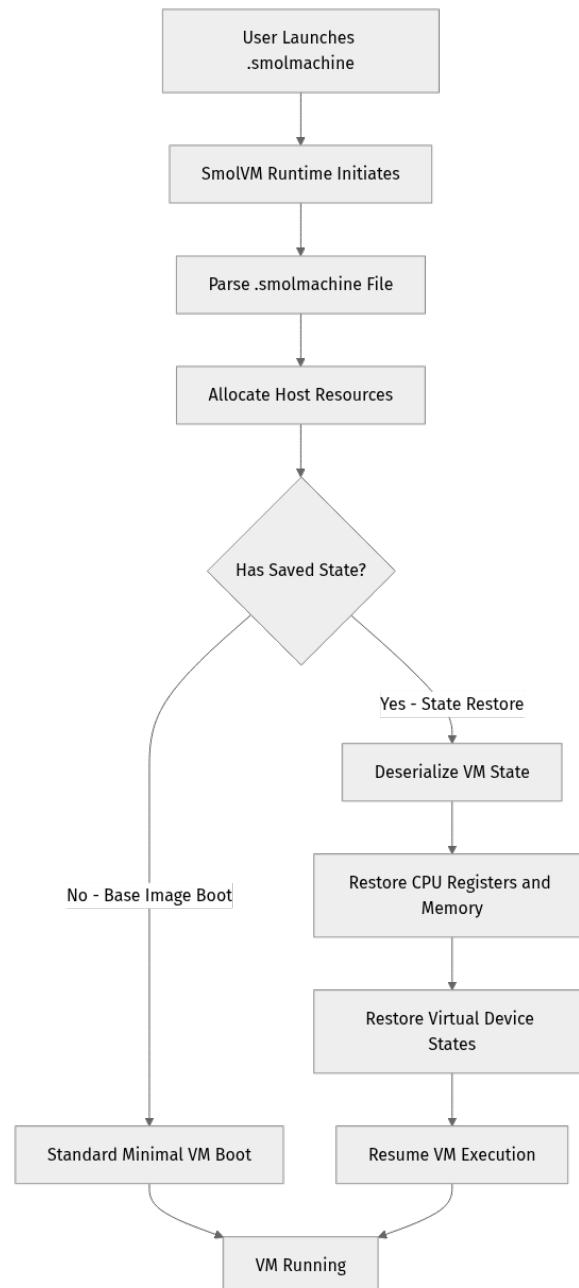 User Launches
.smolmachine
SmolVM Runtime Initiates
Parse .smolmachine File
Allocate Host Resources
Has Saved State?
Yes - State Restore
Deserialize VM State
Restore CPU Registers and
Memory
No - Base Image Boot
Restore Virtual Device
States
Standard Minimal VM Boot
Resume VM Execution
VM Running